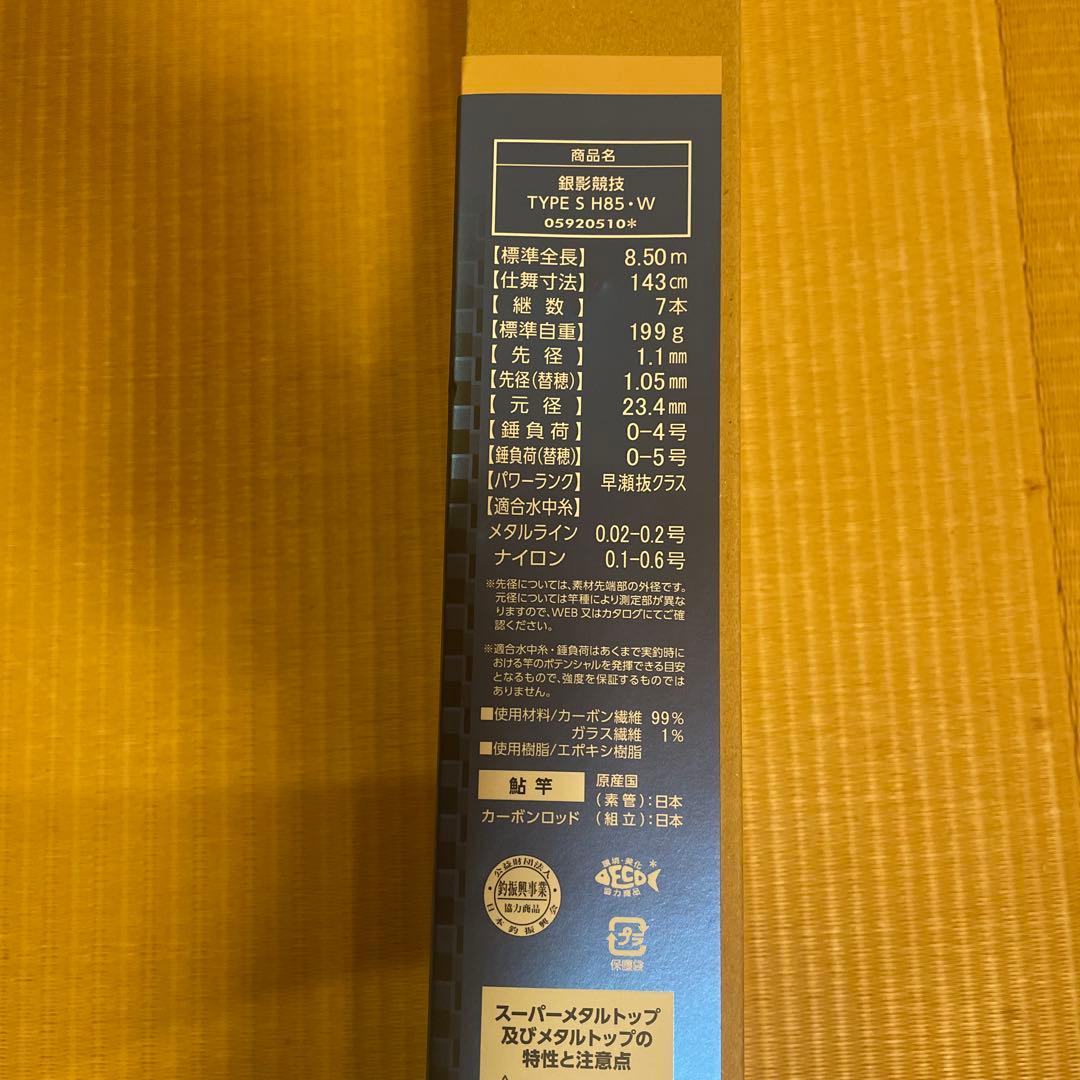 商品名
銀影競技
TYPE S H85・W
05920510*
【標準全長】 8.50m
【仕舞寸法】 143cm
【継数】 7本
【標準自重】 199g
【先径】 1.1mm
【先径(替穂)】 1.05mm
【元径】 23.4mm
【錘負荷】 0-4号
【錘負荷(替穂)】 0-5号
【パワーランク】 早瀬抜クラス
【適合水中糸】
メタルライン 0.02-0.2号
ナイロン 0.1-0.6号
※先径については、素材先端部の外径です。
元径については竿種により測定部が異な
りますので、WEB又はカタログにてご確
認ください。
※適合水中糸・錘負荷はあくまで実釣時に
おける竿のポテンシャルを発揮できる目安
となるもので、強度を保証するものでは
ありません。
■使用材料/カーボン繊維 99%
ガラス繊維 1%
■使用樹脂/エポキシ樹脂
鮎竿
カーボンロッド
原産国
(素管):日本
(組立):日本
公益財団法人
釣振興事業
協力商品
日本釣振興会
環境・美化
ECO
協力商品
プラ
保護袋
スーパーメタルトップ
及びメタルトップの
特性と注意点